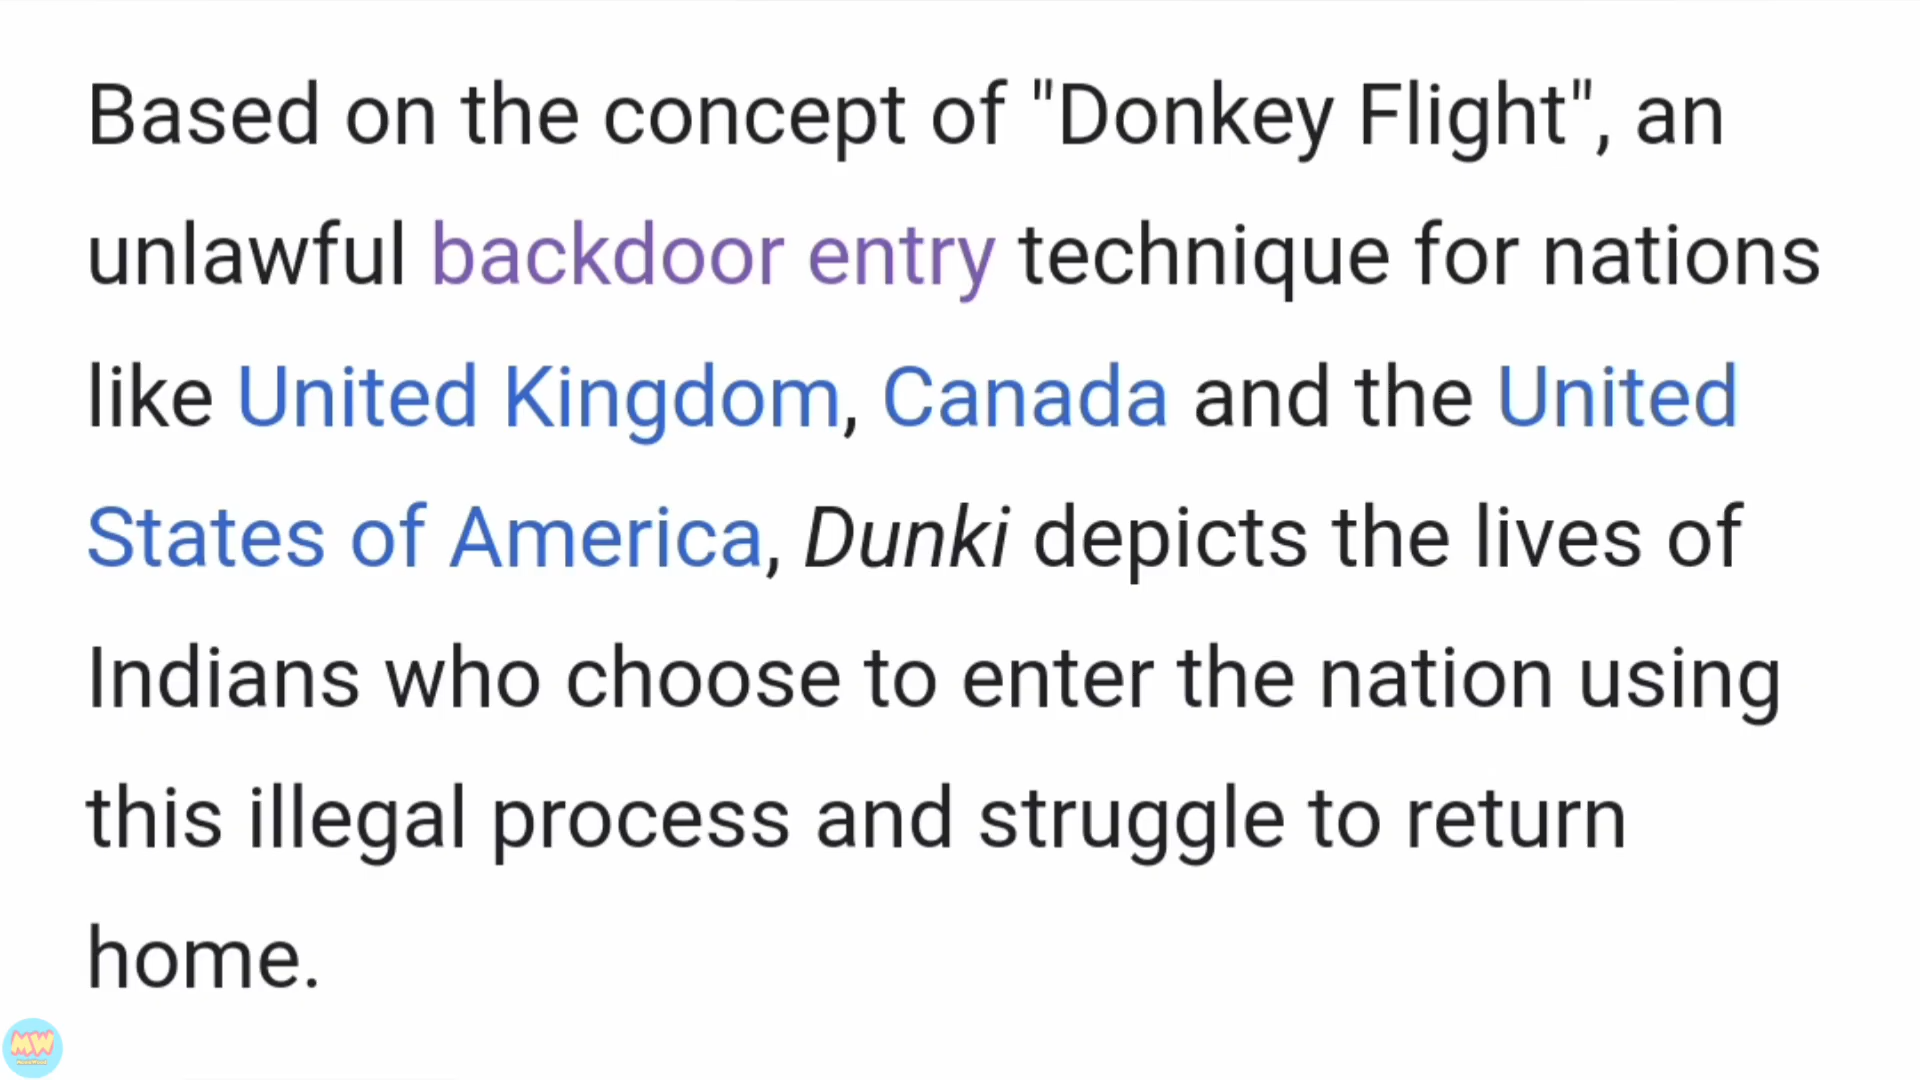 Based on the concept of "Donkey Flight", an
unlawful backdoor entry technique for nations
like United Kingdom, Canada and the United
States of America, Dunki depicts the lives of
Indians who choose to enter the nation using
this illegal process and struggle to return
home.
MW